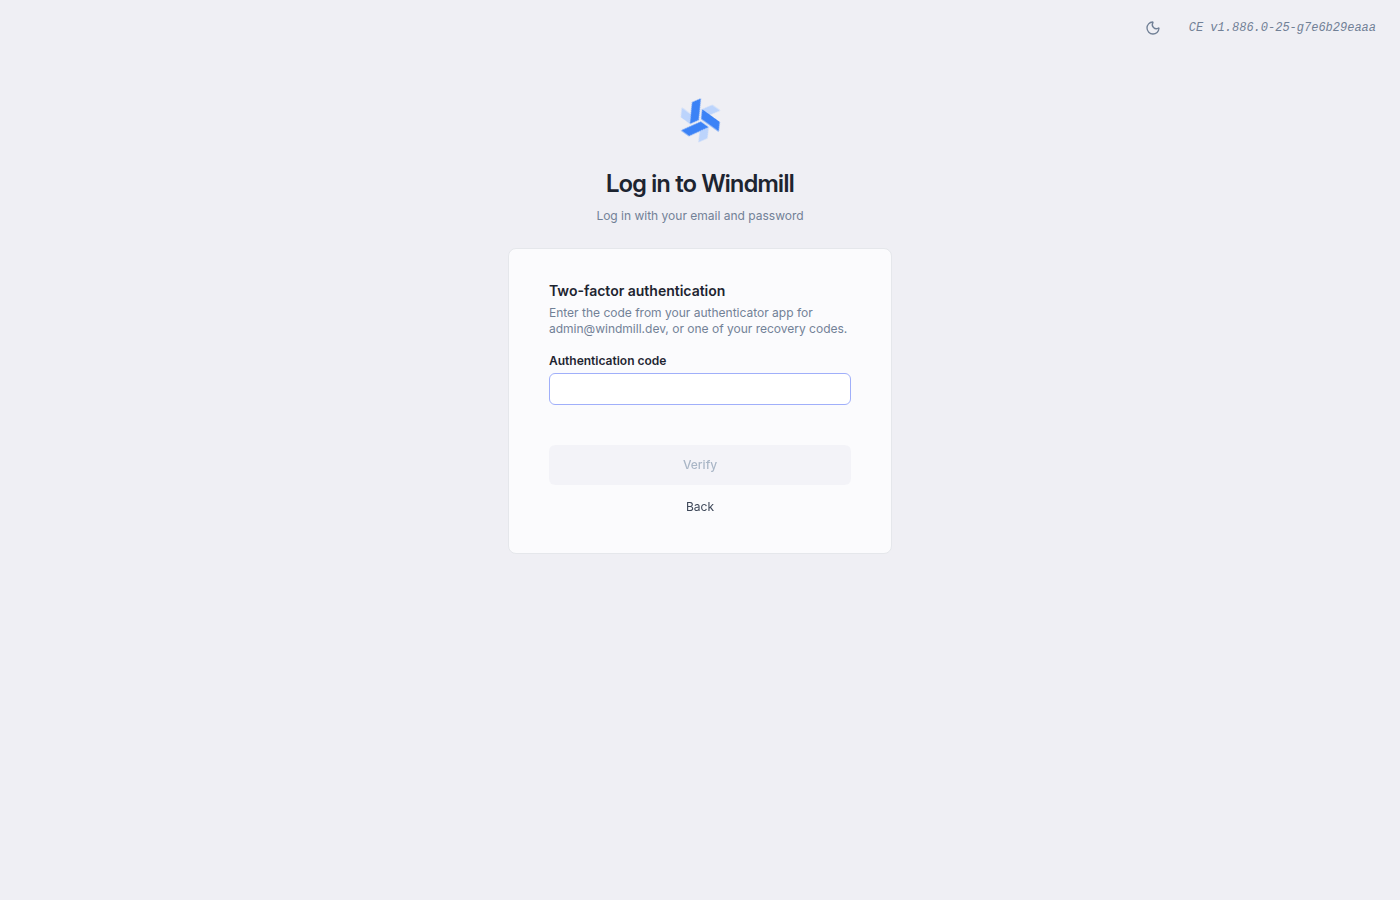 CE v1.886.0-25-g7e6b29eaaa
Log in to Windmill
Log in with your email and password
Two-factor authentication
Enter the code from your authenticator app for
admin@windmill.dev, or one of your recovery codes.
Authentication code
Verify
Back